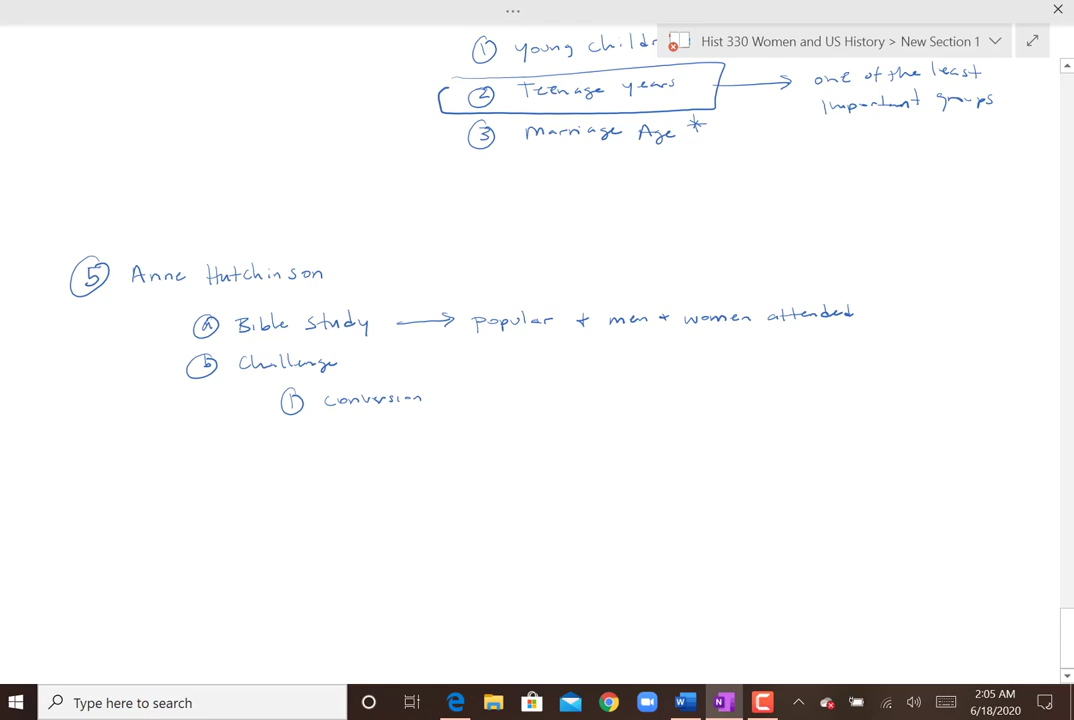 Hist 330 Women and US History > New Section 1
① young childr
② Teenage years → one of the least
important groups
③ Marriage Age *
⑤ Anne Hutchinson
ⓐ Bible Study → popular + men + women attended
ⓑ Challenge
① conversion
Type here to search
2:05 AM
6/18/2020